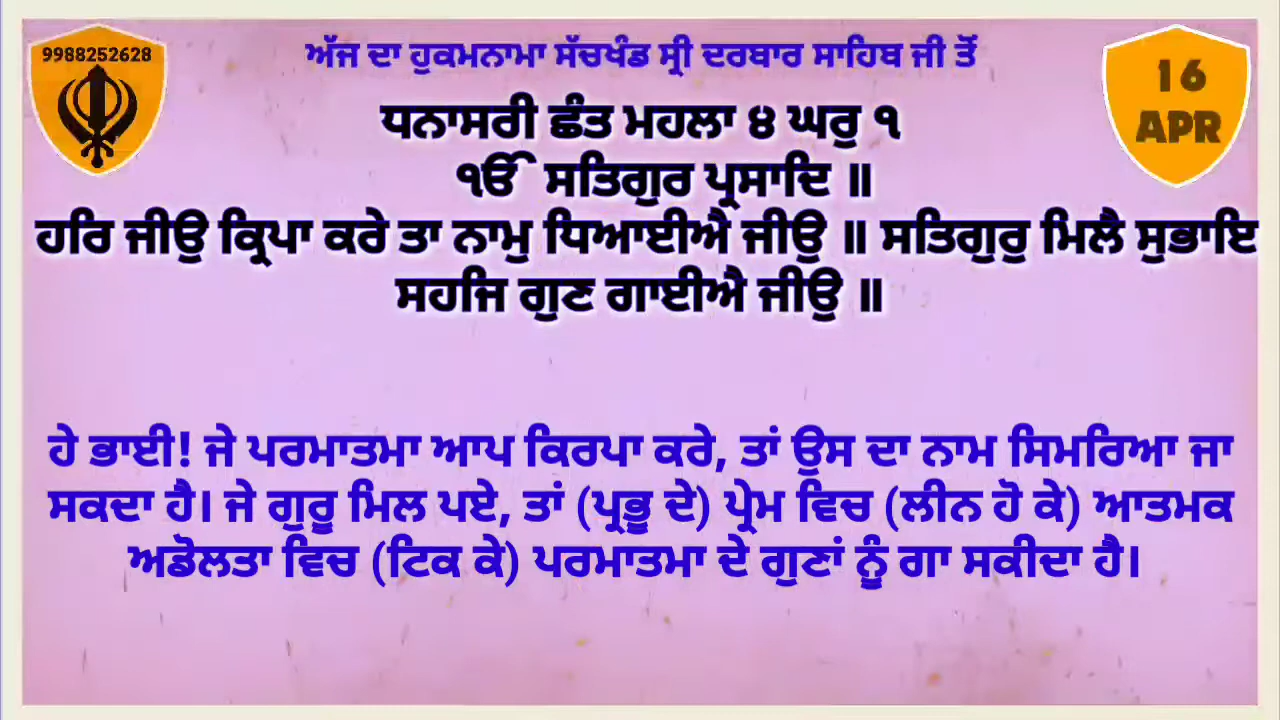 9988252628
ਅੱਜ ਦਾ ਹੁਕਮਨਾਮਾ ਸੱਚਖੰਡ ਸ੍ਰੀ ਦਰਬਾਰ ਸਾਹਿਬ ਜੀ ਤੋਂ
16
APR
ਧਨਾਸਰੀ ਛੰਤ ਮਹਲਾ ੪ ਘਰੁ ੧
ੴ ਸਤਿਗੁਰ ਪ੍ਰਸਾਦਿ ॥
ਹਰਿ ਜੀਉ ਕ੍ਰਿਪਾ ਕਰੇ ਤਾ ਨਾਮੁ ਧਿਆਈਐ ਜੀਉ ॥ ਸਤਿਗੁਰੁ ਮਿਲੈ ਸੁਭਾਇ
ਸਹਜਿ ਗੁਣ ਗਾਈਐ ਜੀਉ ॥
ਹੇ ਭਾਈ! ਜੇ ਪਰਮਾਤਮਾ ਆਪ ਕਿਰਪਾ ਕਰੇ, ਤਾਂ ਉਸ ਦਾ ਨਾਮ ਸਿਮਰਿਆ ਜਾ
ਸਕਦਾ ਹੈ। ਜੇ ਗੁਰੂ ਮਿਲ ਪਏ, ਤਾਂ (ਪ੍ਰਭੂ ਦੇ) ਪ੍ਰੇਮ ਵਿਚ (ਲੀਨ ਹੋ ਕੇ) ਆਤਮਕ
ਅਡੋਲਤਾ ਵਿਚ (ਟਿਕ ਕੇ) ਪਰਮਾਤਮਾ ਦੇ ਗੁਣਾਂ ਨੂੰ ਗਾ ਸਕੀਦਾ ਹੈ।